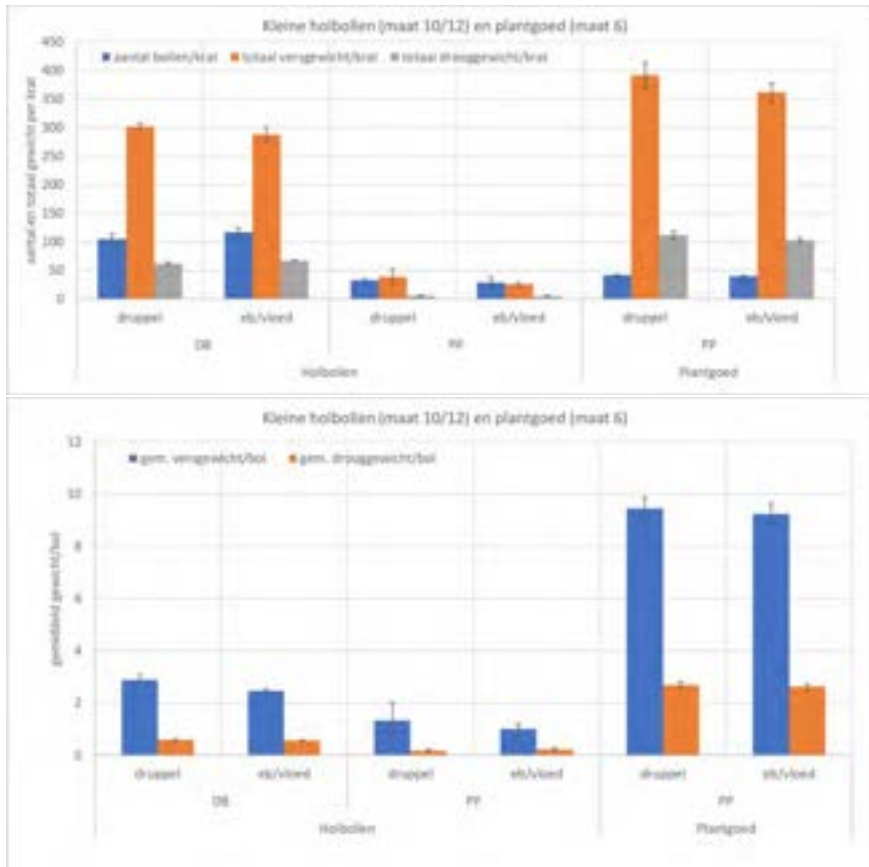 Kleine holbollen (maat 10/12) en plantgoed (maat 6)
aantal bollen/krat totaal versgewicht/krat totaal drooggewicht/krat
aantal en totaal gewicht per krat
450
400
350
300
250
200
150
100
50
0
druppel eb/vloed druppel eb/vloed druppel eb/vloed
DB PP PP
Holbollen Plantgoed
Kleine holbollen (maat 10/12) en plantgoed (maat 6)
gem. versgewicht/bol gem. drooggewicht/bol
gemiddeld gewicht/bol
12
10
8
6
4
2
0
druppel eb/vloed druppel eb/vloed druppel eb/vloed
DB PP PP
Holbollen Plantgoed